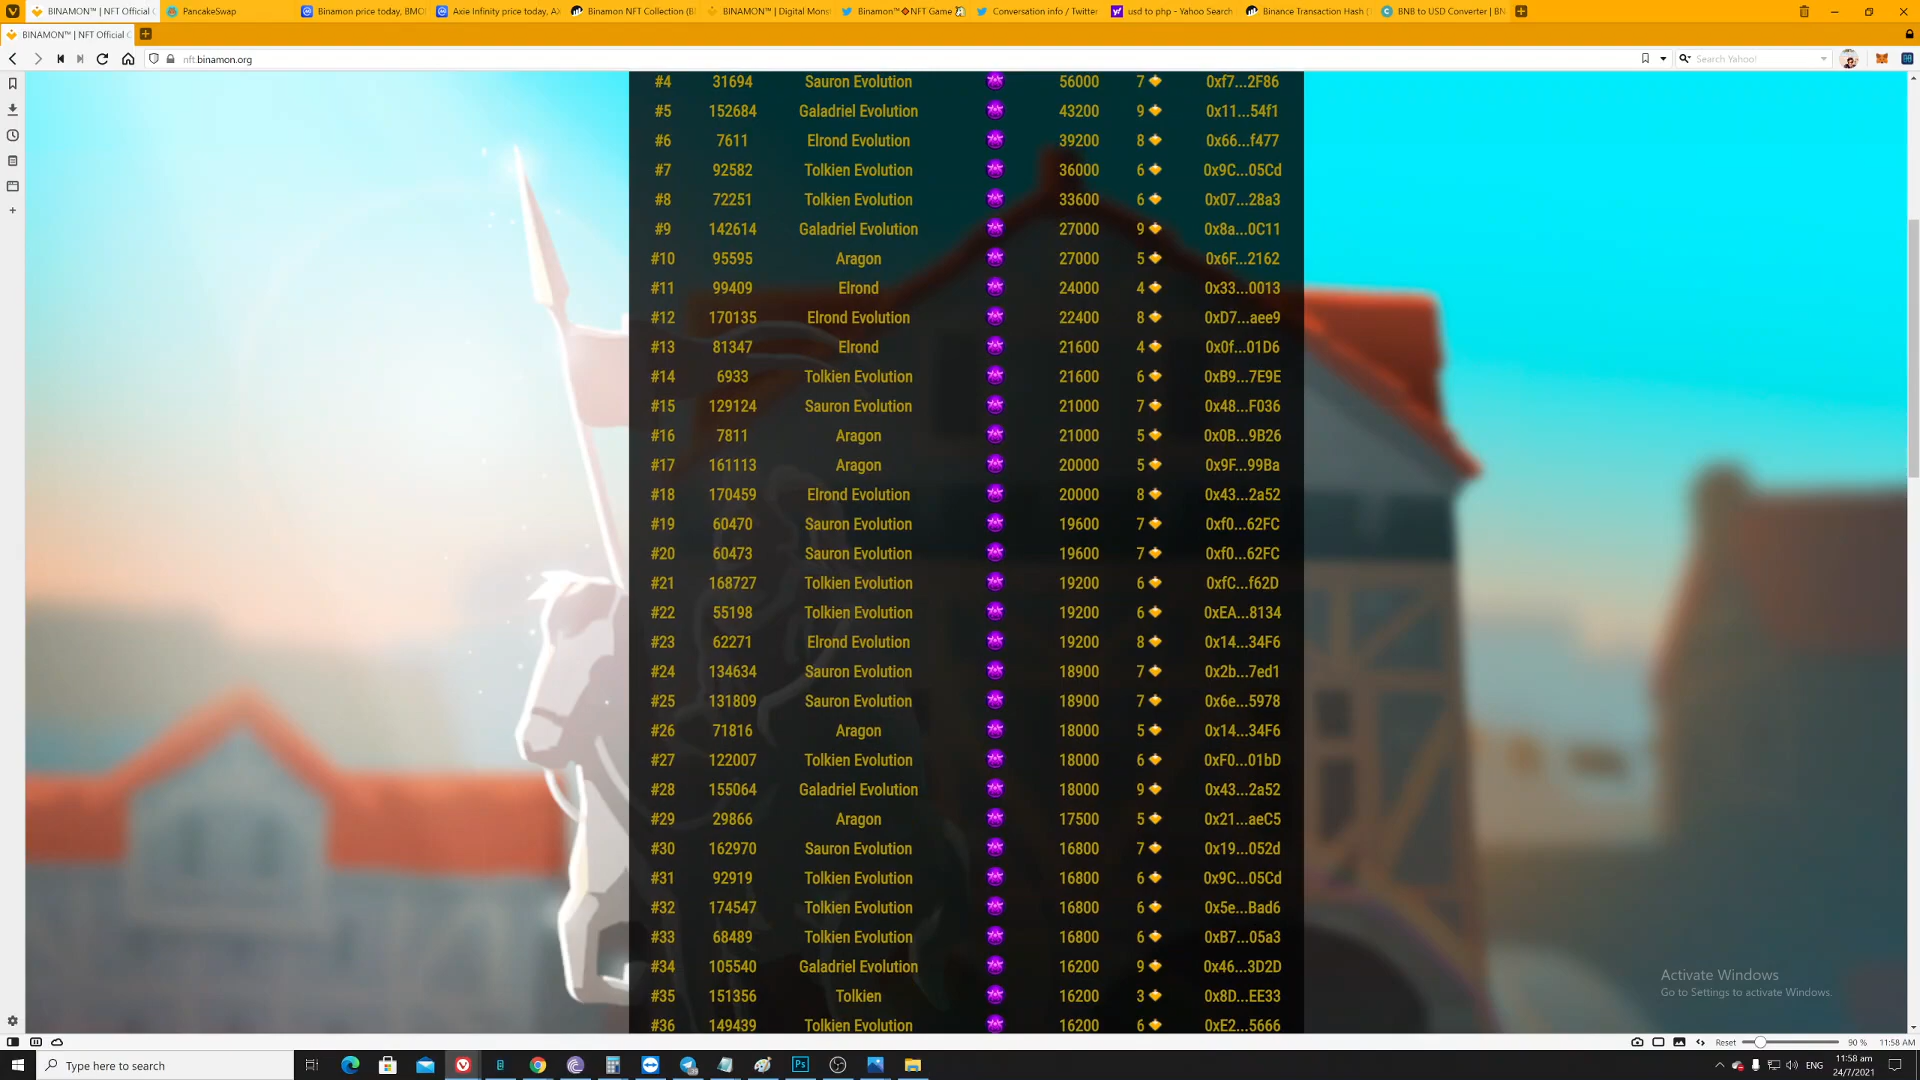 BINAMON™ | NFT Official C
PancakeSwap
Binamon price today, BMO
Axie Infinity price today, AX
Binamon NFT Collection (B
BINAMON™ | Digital Mons
Binamon™ NFT Game
Conversation info / Twitter
usd to php - Yahoo Search
Binance Transaction Hash (
BNB to USD Converter | BN
BINAMON™ | NFT Official C
nft.binamon.org
Search Yahoo!
#4 31694 Sauron Evolution 56000 7 0xf7...2F86
#5 152684 Galadriel Evolution 43200 9 0x11...54f1
#6 7611 Elrond Evolution 39200 8 0x66...f477
#7 92582 Tolkien Evolution 36000 6 0x9C...05Cd
#8 72251 Tolkien Evolution 33600 6 0x07...28a3
#9 142614 Galadriel Evolution 27000 9 0x8a...0C11
#10 95595 Aragon 27000 5 0x6F...2162
#11 99409 Elrond 24000 4 0x33...0013
#12 170135 Elrond Evolution 22400 8 0xD7...aee9
#13 81347 Elrond 21600 4 0x0f...01D6
#14 6933 Tolkien Evolution 21600 6 0xB9...7E9E
#15 129124 Sauron Evolution 21000 7 0x48...F036
#16 7811 Aragon 21000 5 0x0B...9B26
#17 161113 Aragon 20000 5 0x9F...99Ba
#18 170459 Elrond Evolution 20000 8 0x43...2a52
#19 60470 Sauron Evolution 19600 7 0xf0...62FC
#20 60473 Sauron Evolution 19600 7 0xf0...62FC
#21 168727 Tolkien Evolution 19200 6 0xfC...f62D
#22 55198 Tolkien Evolution 19200 6 0xEA...8134
#23 62271 Elrond Evolution 19200 8 0x14...34F6
#24 134634 Sauron Evolution 18900 7 0x2b...7ed1
#25 131809 Sauron Evolution 18900 7 0x6e...5978
#26 71816 Aragon 18000 5 0x14...34F6
#27 122007 Tolkien Evolution 18000 6 0xF0...01bD
#28 155064 Galadriel Evolution 18000 9 0x43...2a52
#29 29866 Aragon 17500 5 0x21...aeC5
#30 162970 Sauron Evolution 16800 7 0x19...052d
#31 92919 Tolkien Evolution 16800 6 0x9C...05Cd
#32 174547 Tolkien Evolution 16800 6 0x5e...Bad6
#33 68489 Tolkien Evolution 16800 6 0xB7...05a3
#34 105540 Galadriel Evolution 16200 9 0x46...3D2D
#35 151356 Tolkien 16200 3 0x8D...EE33
#36 149439 Tolkien Evolution 16200 6 0xE2...5666
Activate Windows
Go to Settings to activate Windows.
Reset 90 % 11:58 AM
Type here to search
Ps
ENG
11:58 am
24/7/2021